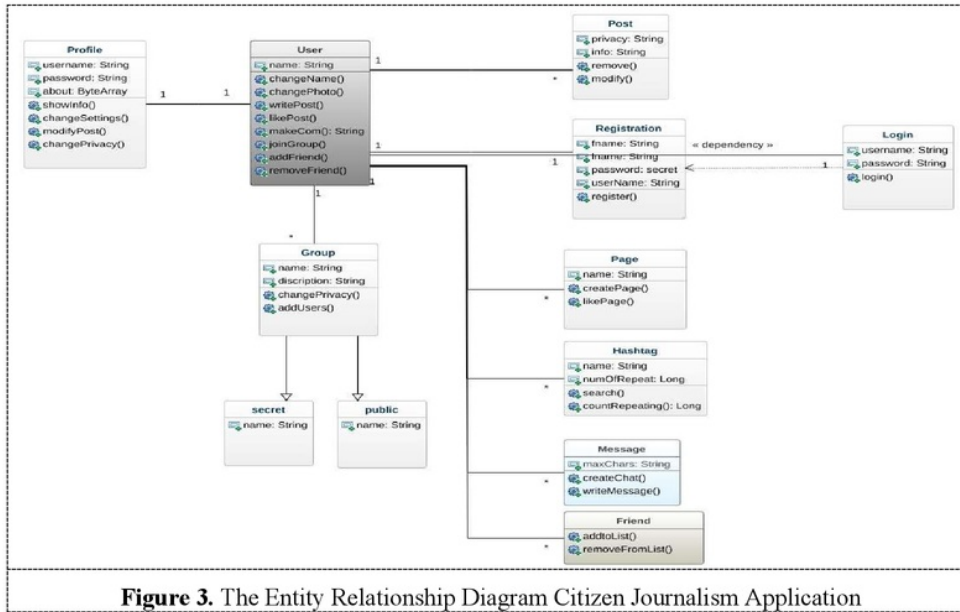 Profile
username: String
password: String
about: ByteArray
showInfo()
changeSettings()
modifyPost()
changePrivacy()
1
1
User
name: String
changeName()
changePhoto()
writePost()
likePost()
makeCom(): String
joinGroup()
addFriend()
removeFriend()
1
*
Post
privacy: String
info: String
remove()
modify()
1
1
Registration
fname: String
lname: String
password: secret
userName: String
register()
« dependency »
1
Login
username: String
password: String
login()
1
*
Group
name: String
discription: String
changePrivacy()
addUsers()
secret
name: String
public
name: String
1
*
Page
name: String
createPage()
likePage()
*
Hashtag
name: String
numOfRepeat: Long
search()
countRepeating(): Long
*
Message
maxChars: String
createChat()
writeMessage()
*
Friend
addtoList()
removeFromList()
Figure 3. The Entity Relationship Diagram Citizen Journalism Application